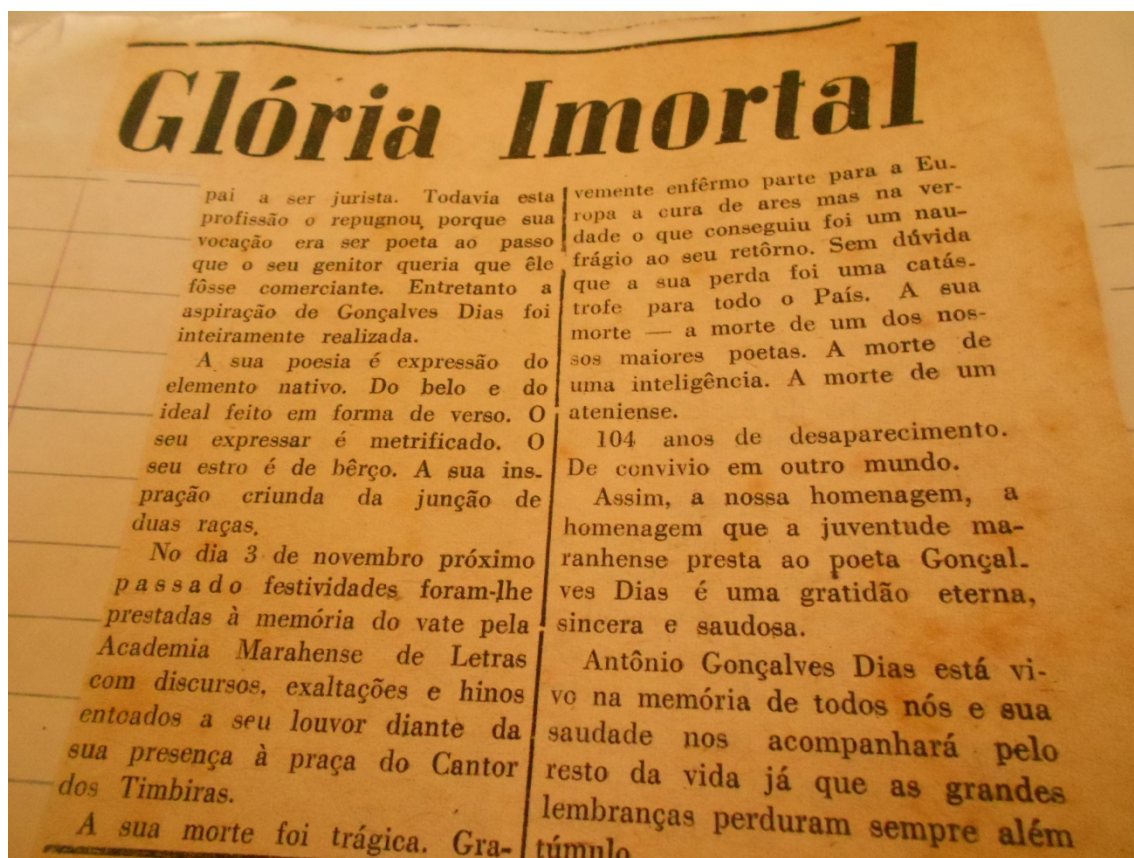 Glória Imortal
pai a ser jurista. Todavia esta
profissão o repugnou, porque sua
vocação era ser poeta ao passo
que o seu genitor queria que êle
fôsse comerciante. Entretanto a
aspiração de Gonçalves Dias foi
inteiramente realizada.
A sua poesia é expressão do
elemento nativo. Do belo e do
ideal feito em forma de verso. O
seu expressar é metrificado. O
seu estro é de bêrço. A sua ins-
pração criunda da junção de
duas raças.
No dia 3 de novembro próximo
passado festividades foram-lhe
prestadas à memória do vate pela
Academia Marahense de Letras
com discursos, exaltações e hinos
entoados a seu louvor diante da
sua presença à praça do Cantor
dos Timbiras.
A sua morte foi trágica. Gra-
vemente enfêrmo parte para a Eu-
ropa a cura de ares mas na ver-
dade o que conseguiu foi um nau-
frágio ao seu retôrno. Sem dúvida
que a sua perda foi uma catás-
trofe para todo o País. A sua
morte — a morte de um dos nos-
sos maiores poetas. A morte de
uma inteligência. A morte de um
ateniense.
104 anos de desaparecimento.
De convivio em outro mundo.
Assim, a nossa homenagem, a
homenagem que a juventude ma-
ranhense presta ao poeta Gonçal-
ves Dias é uma gratidão eterna,
sincera e saudosa.
Antônio Gonçalves Dias está vi-
vo na memória de todos nós e sua
saudade nos acompanhará pelo
resto da vida já que as grandes
lembranças perduram sempre além
túmulo